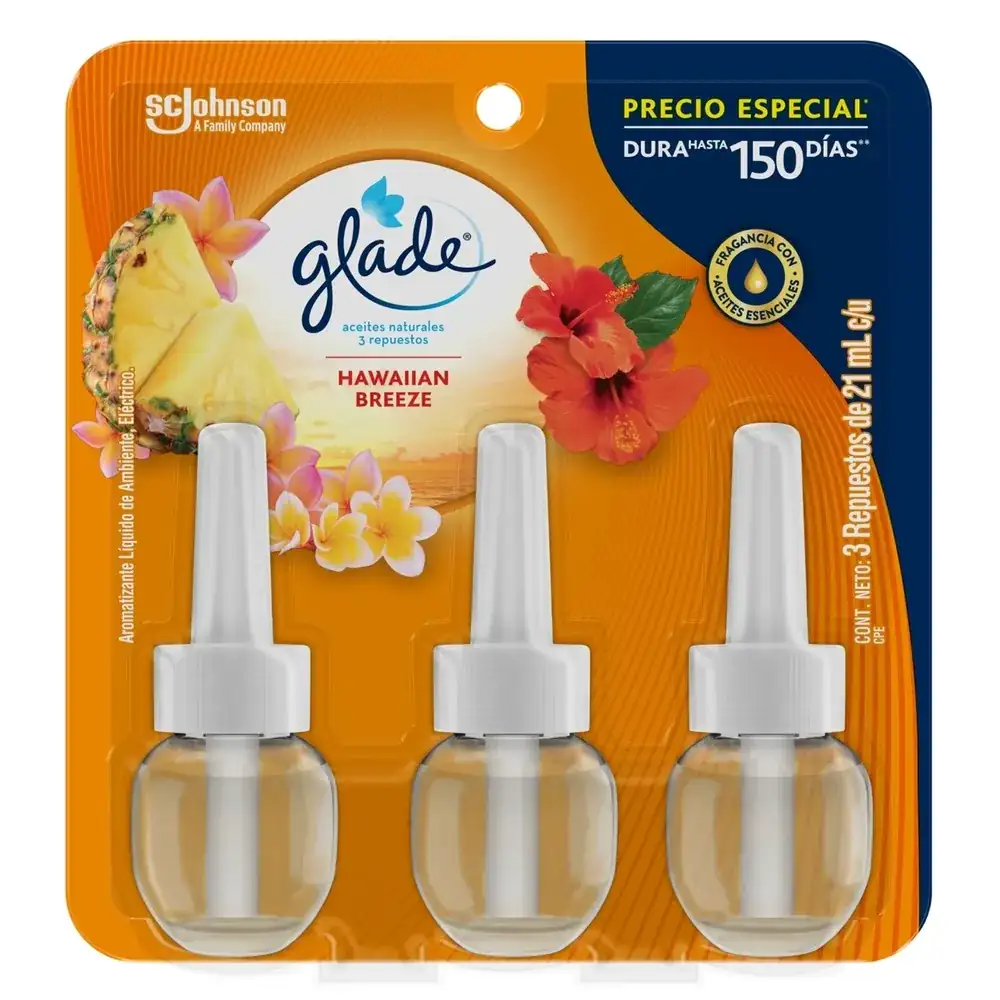 SC Johnson
A Family Company
PRECIO ESPECIAL*
DURA HASTA 150 DÍAS**
FRAGANCIA CON
ACEITES ESENCIALES
glade®
aceites naturales
3 repuestos
HAWAIIAN
BREEZE
Aromatizante Líquido de Ambiente, Eléctrico.
CONT. NETO: 3 Repuestos de 21 mL c/u
CPE